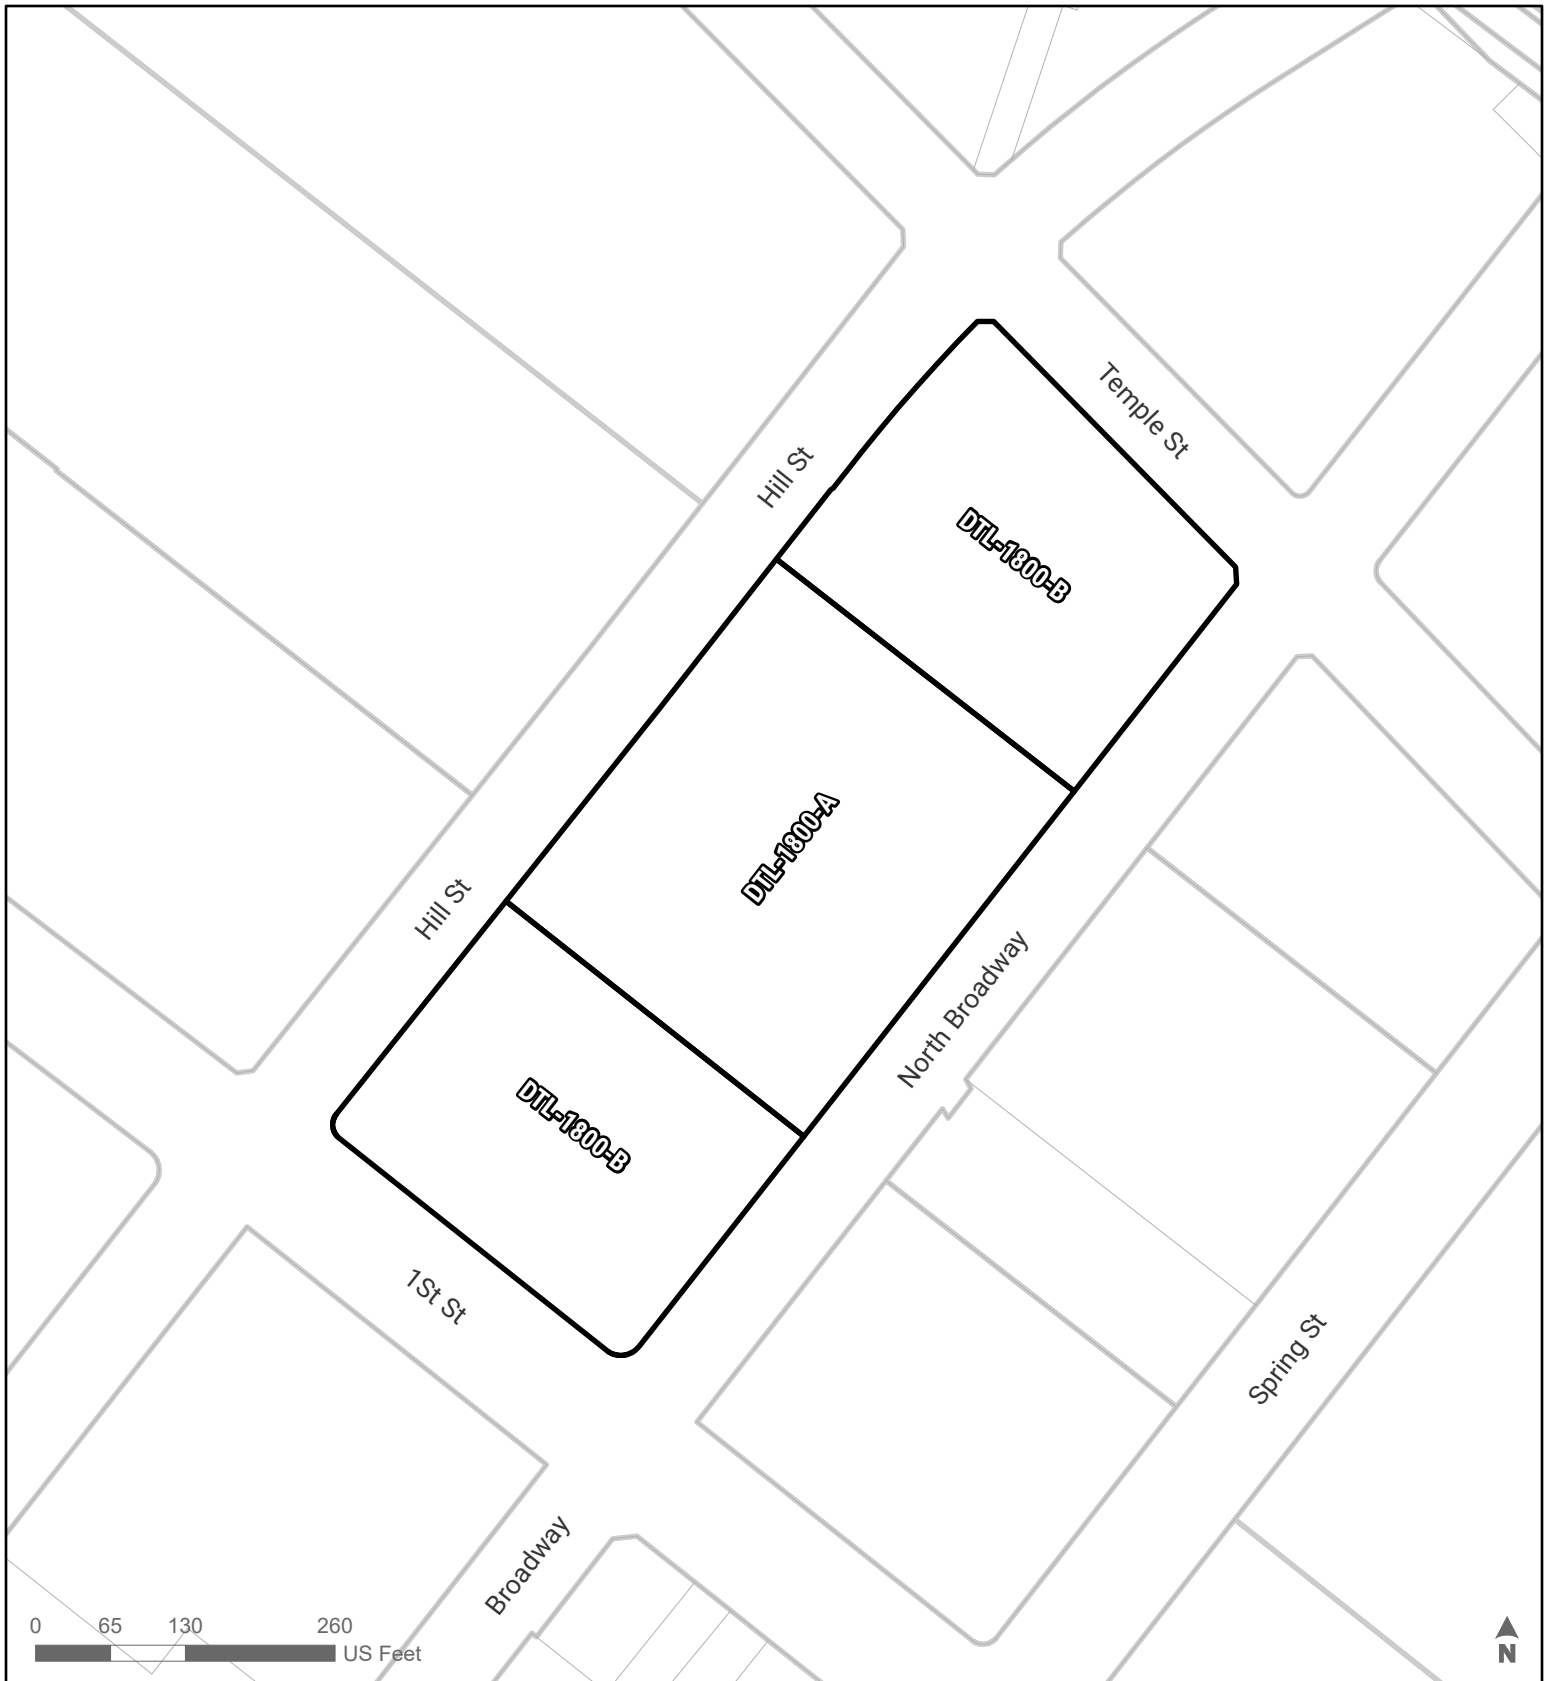 Temple St
Hill St
DTL-1800-B
DTL-1800-A
Hill St
North Broadway
DTL-1800-B
1St St
Spring St
Broadway
0 65 130 260
US Feet
N